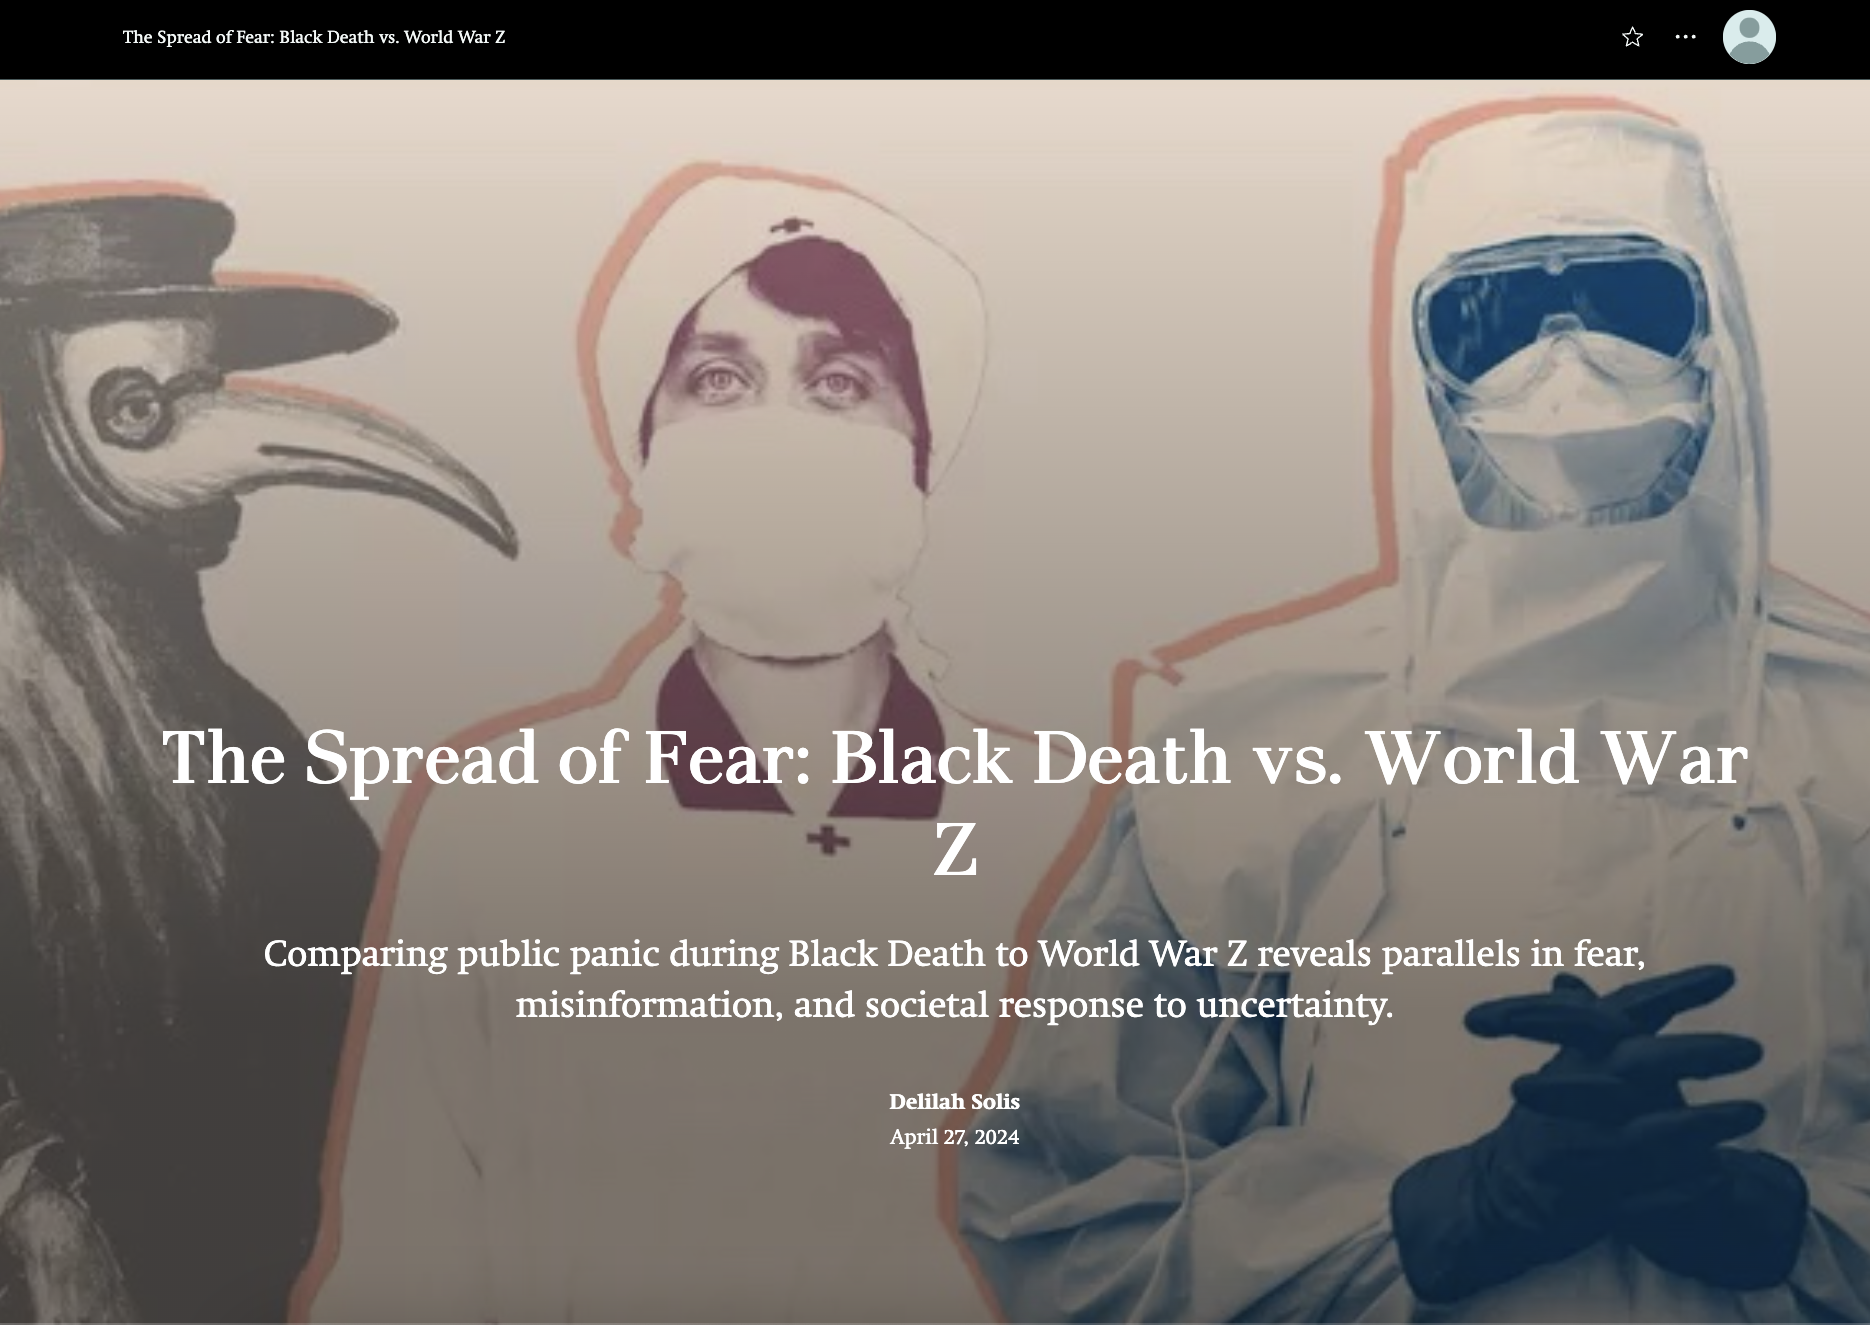 The Spread of Fear: Black Death vs. World War Z
The Spread of Fear: Black Death vs. World War
Z
Comparing public panic during Black Death to World War Z reveals parallels in fear,
misinformation, and societal response to uncertainty.
Delilah Solis
April 27, 2024